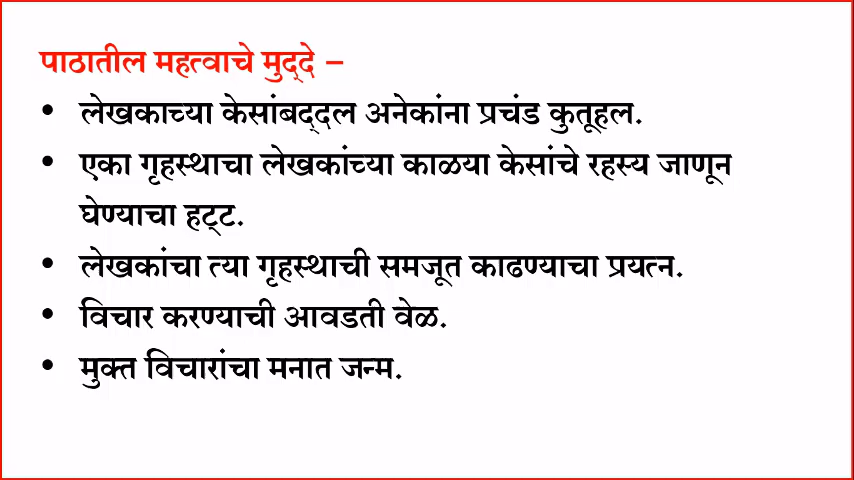 पाठातील महत्वाचे मुद्‌दे –
• लेखकाच्या केसांबद्‌दल अनेकांना प्रचंड कुतूहल.
• एका गृहस्थाचा लेखकांच्या काळया केसांचे रहस्य जाणून
घेण्याचा हट्‌ट.
• लेखकांचा त्या गृहस्थाची समजूत काढण्याचा प्रयत्न.
• विचार करण्याची आवडती वेळ.
• मुक्त विचारांचा मनात जन्म.